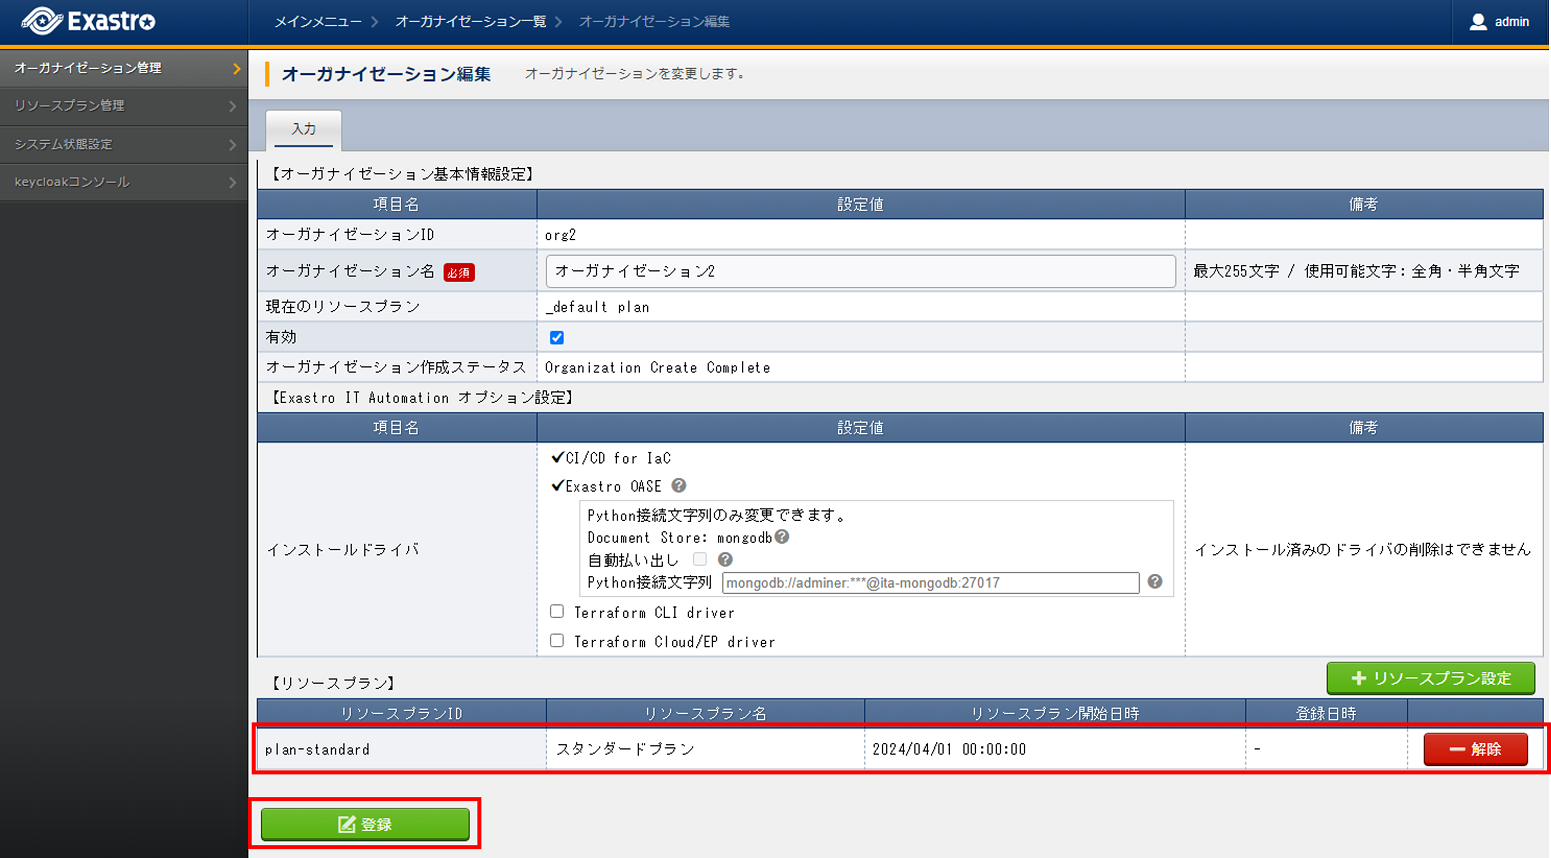 Exastro
メインメニュー > オーガナイゼーション一覧 > オーガナイゼーション編集
admin
オーガナイゼーション管理
リソースプラン管理
システム状態設定
keycloakコンソール
オーガナイゼーション編集 オーガナイゼーションを変更します。
入力
【オーガナイゼーション基本情報設定】
項目名 設定値 備考
オーガナイゼーションID org2
オーガナイゼーション名 必須 オーガナイゼーション2 最大255文字 / 使用可能文字：全角・半角文字
現在のリソースプラン _default plan
有効
オーガナイゼーション作成ステータス Organization Create Complete
【Exastro IT Automation オプション設定】
項目名 設定値 備考
インストールドライバ
✔CI/CD for IaC
✔Exastro OASE ?
Python接続文字列のみ変更できます。
Document Store: mongodb ?
自動払い出し ?
Python接続文字列 mongodb://adminer:***@ita-mongodb:27017 ?
Terraform CLI driver
Terraform Cloud/EP driver
インストール済みのドライバの削除はできません
【リソースプラン】
＋ リソースプラン設定
リソースプランID リソースプラン名 リソースプラン開始日時 登録日時
plan-standard スタンダードプラン 2024/04/01 00:00:00 - ー 解除
登録